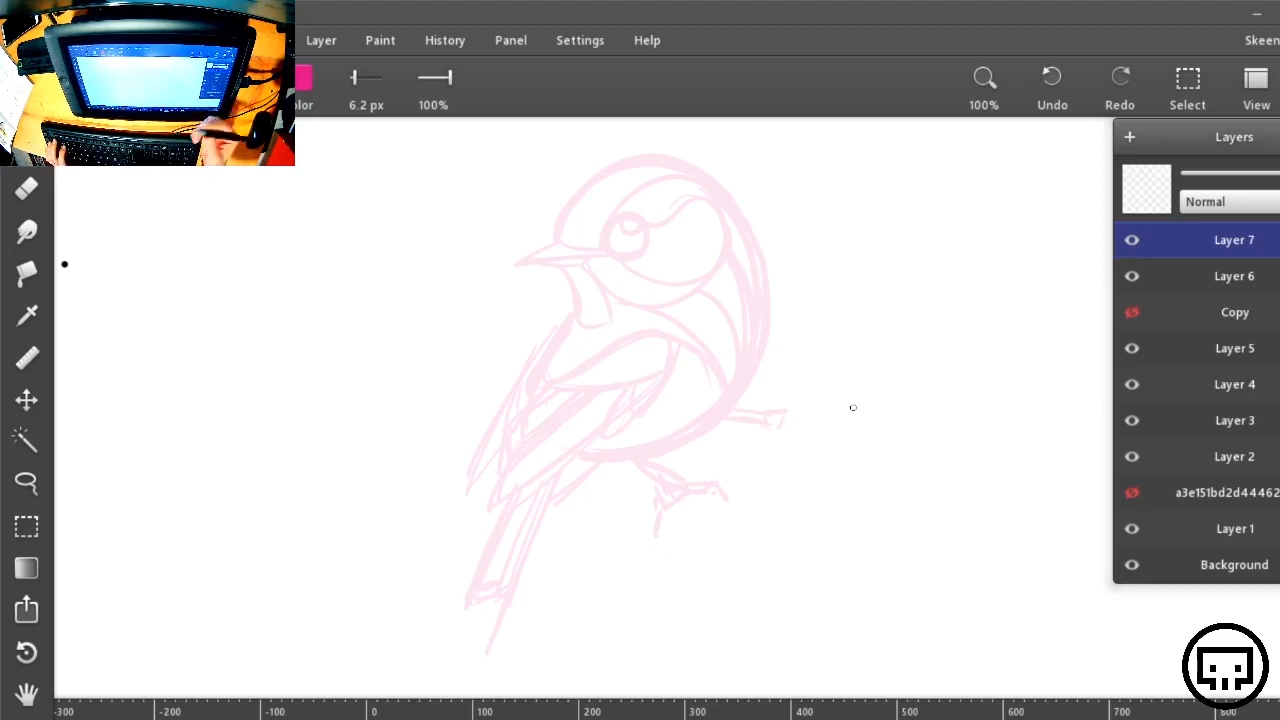 Layer Paint History Panel Settings Help Skeen
olor 6.2 px 100% 100% Undo Redo Select View
Layers
Normal
Layer 7
Layer 6
Copy
Layer 5
Layer 4
Layer 3
Layer 2
a3e151bd2d44462
Layer 1
Background
-300 -200 -100 0 100 200 300 400 500 600 700 800